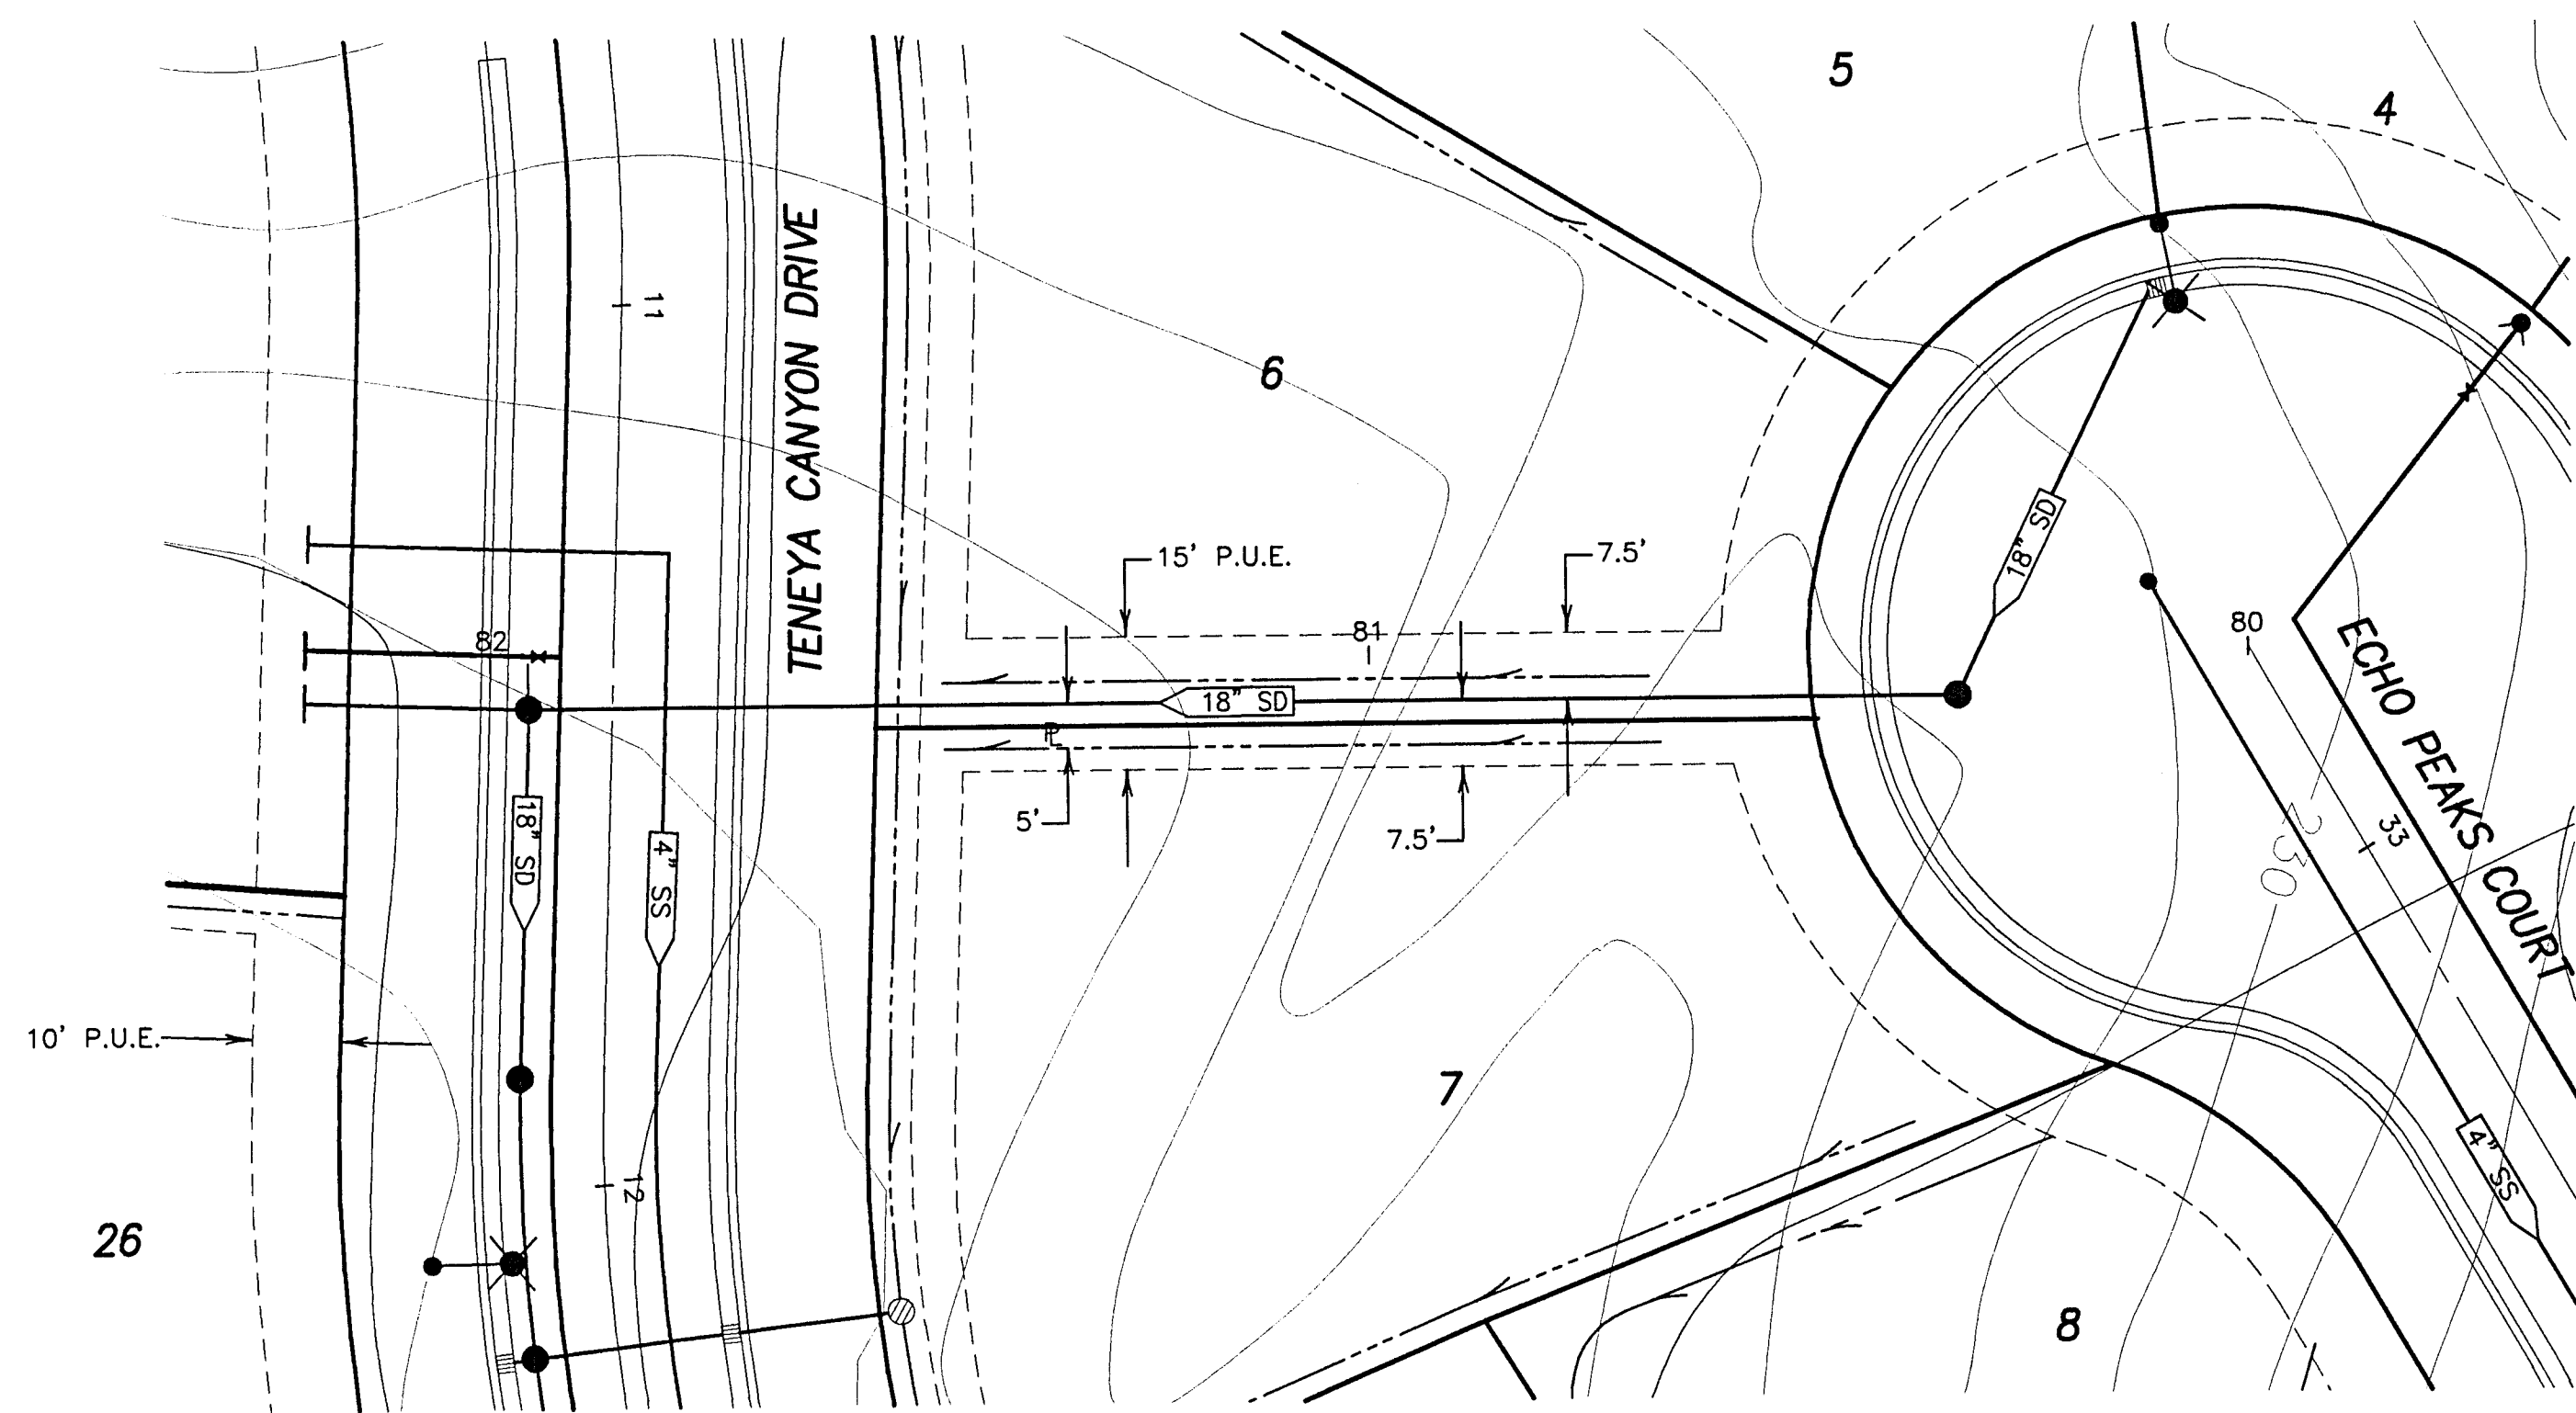 5
4
11
TENEYA CANYON DRIVE
6
18" SD
15' P.U.E.
7.5'
82
81
80
18" SD
ECHO PEAKS COURT
℄
5'
7.5'
18" SD
4" SS
33
230
10' P.U.E.
7
12
4" SS
26
8